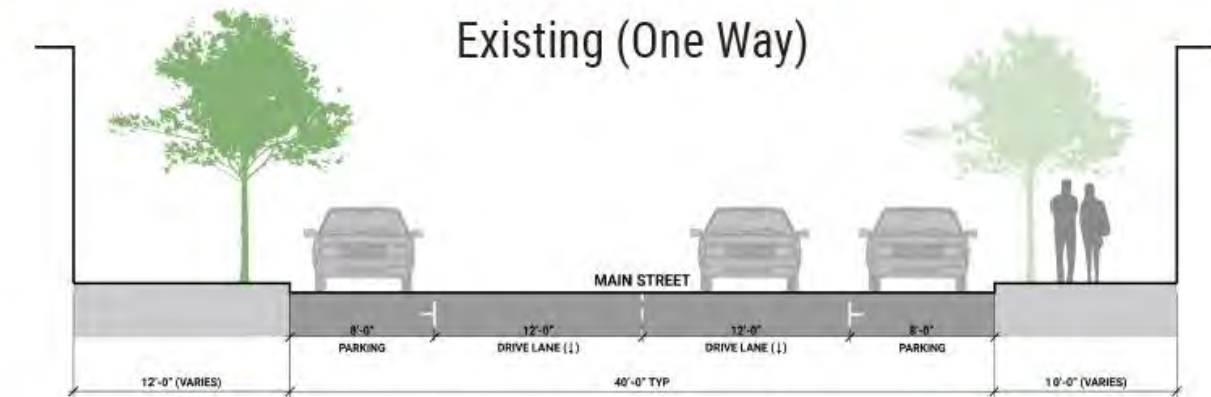 Existing (One Way)
MAIN STREET
8'-0" 12'-0" 12'-0" 8'-0"
PARKING DRIVE LANE (↓) DRIVE LANE (↓) PARKING
12'-0" (VARIES) 40'-0" TYP 10'-0" (VARIES)